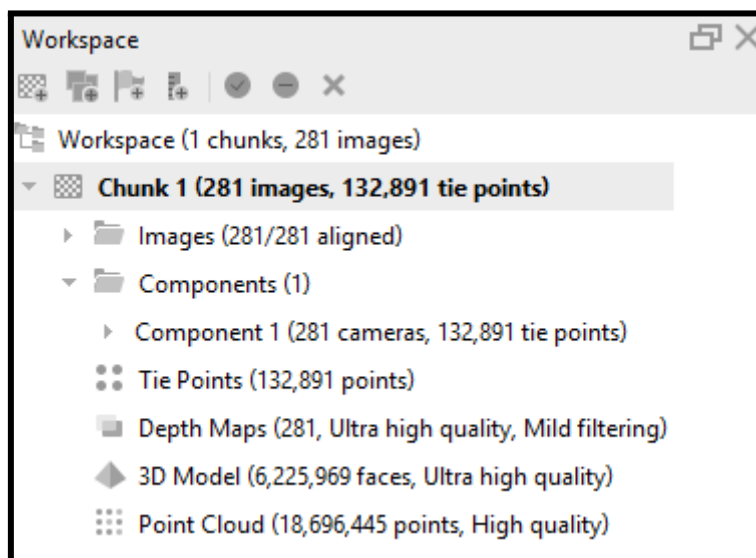 Workspace
Workspace (1 chunks, 281 images)
Chunk 1 (281 images, 132,891 tie points)
Images (281/281 aligned)
Components (1)
Component 1 (281 cameras, 132,891 tie points)
Tie Points (132,891 points)
Depth Maps (281, Ultra high quality, Mild filtering)
3D Model (6,225,969 faces, Ultra high quality)
Point Cloud (18,696,445 points, High quality)